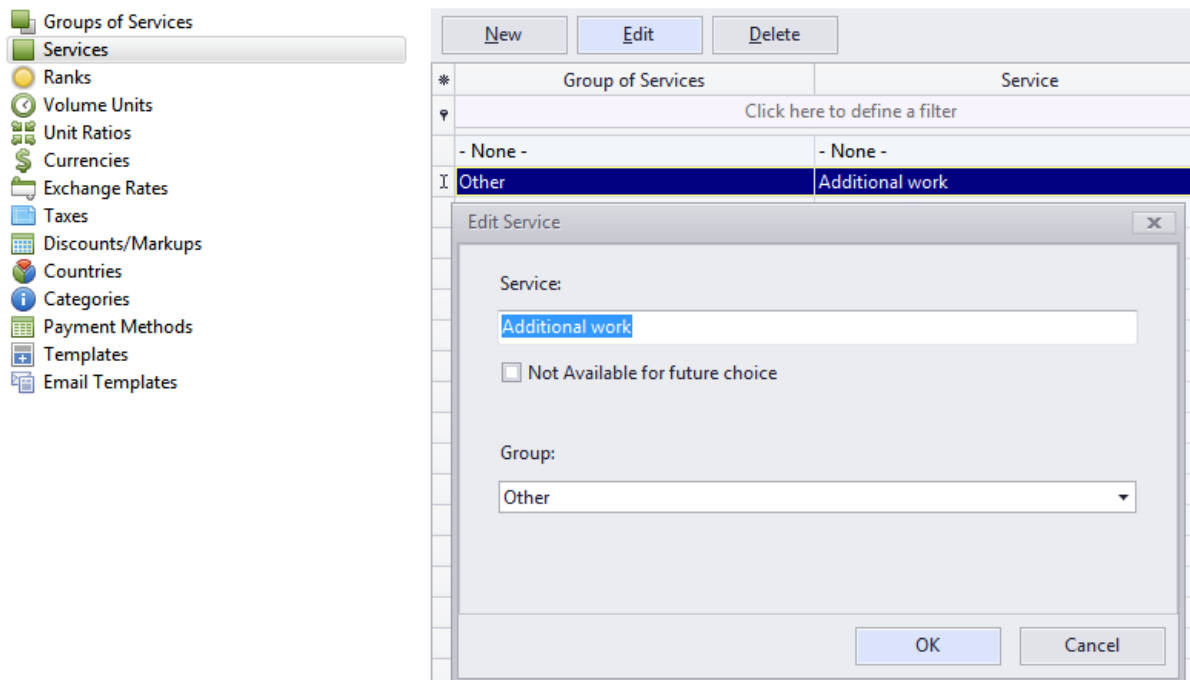 Groups of Services
Services
Ranks
Volume Units
Unit Ratios
Currencies
Exchange Rates
Taxes
Discounts/Markups
Countries
Categories
Payment Methods
Templates
Email Templates
New Edit Delete
Group of Services Service
Click here to define a filter
- None - - None -
Other Additional work
Edit Service
Service:
Additional work
Not Available for future choice
Group:
Other
OK Cancel